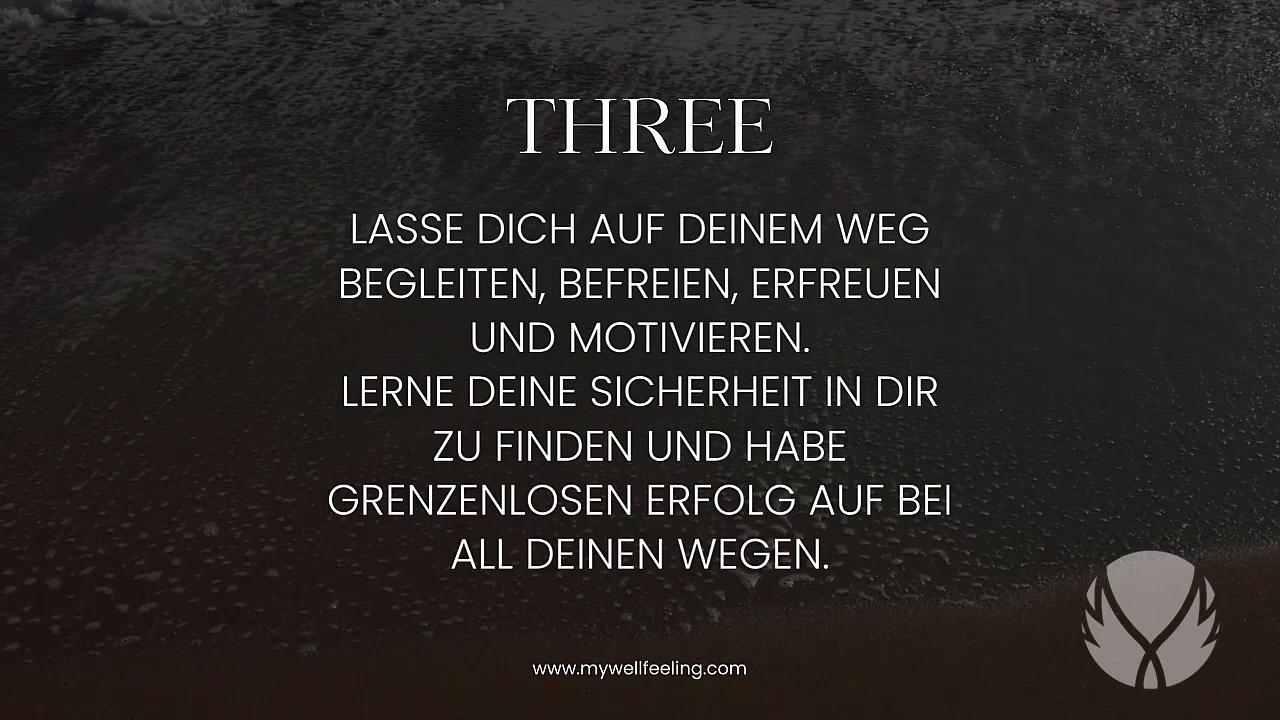 THREE
LASSE DICH AUF DEINEM WEG
BEGLEITEN, BEFREIEN, ERFREUEN
UND MOTIVIEREN.
LERNE DEINE SICHERHEIT IN DIR
ZU FINDEN UND HABE
GRENZENLOSEN ERFOLG AUF BEI
ALL DEINEN WEGEN.
www.mywellfeeling.com